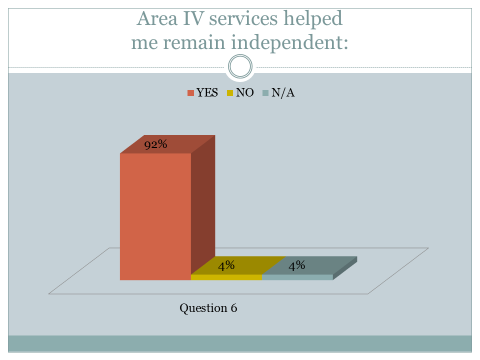 Area IV services helped
me remain independent:
YES NO N/A
92%
4% 4%
Question 6